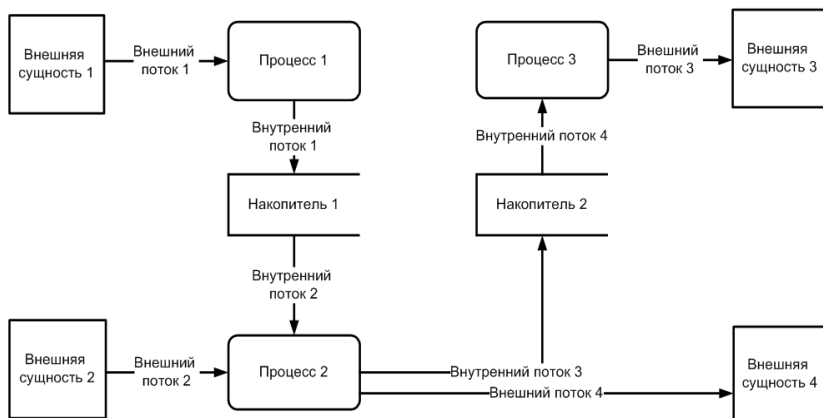 Внешняя
сущность 1
Внешний
поток 1
Процесс 1
Процесс 3
Внешний
поток 3
Внешняя
сущность 3
Внутренний
поток 1
Внутренний поток 4
Накопитель 1
Накопитель 2
Внутренний
поток 2
Внешняя
сущность 2
Внешний
поток 2
Процесс 2
Внутренний поток 3
Внешний поток 4
Внешняя
сущность 4